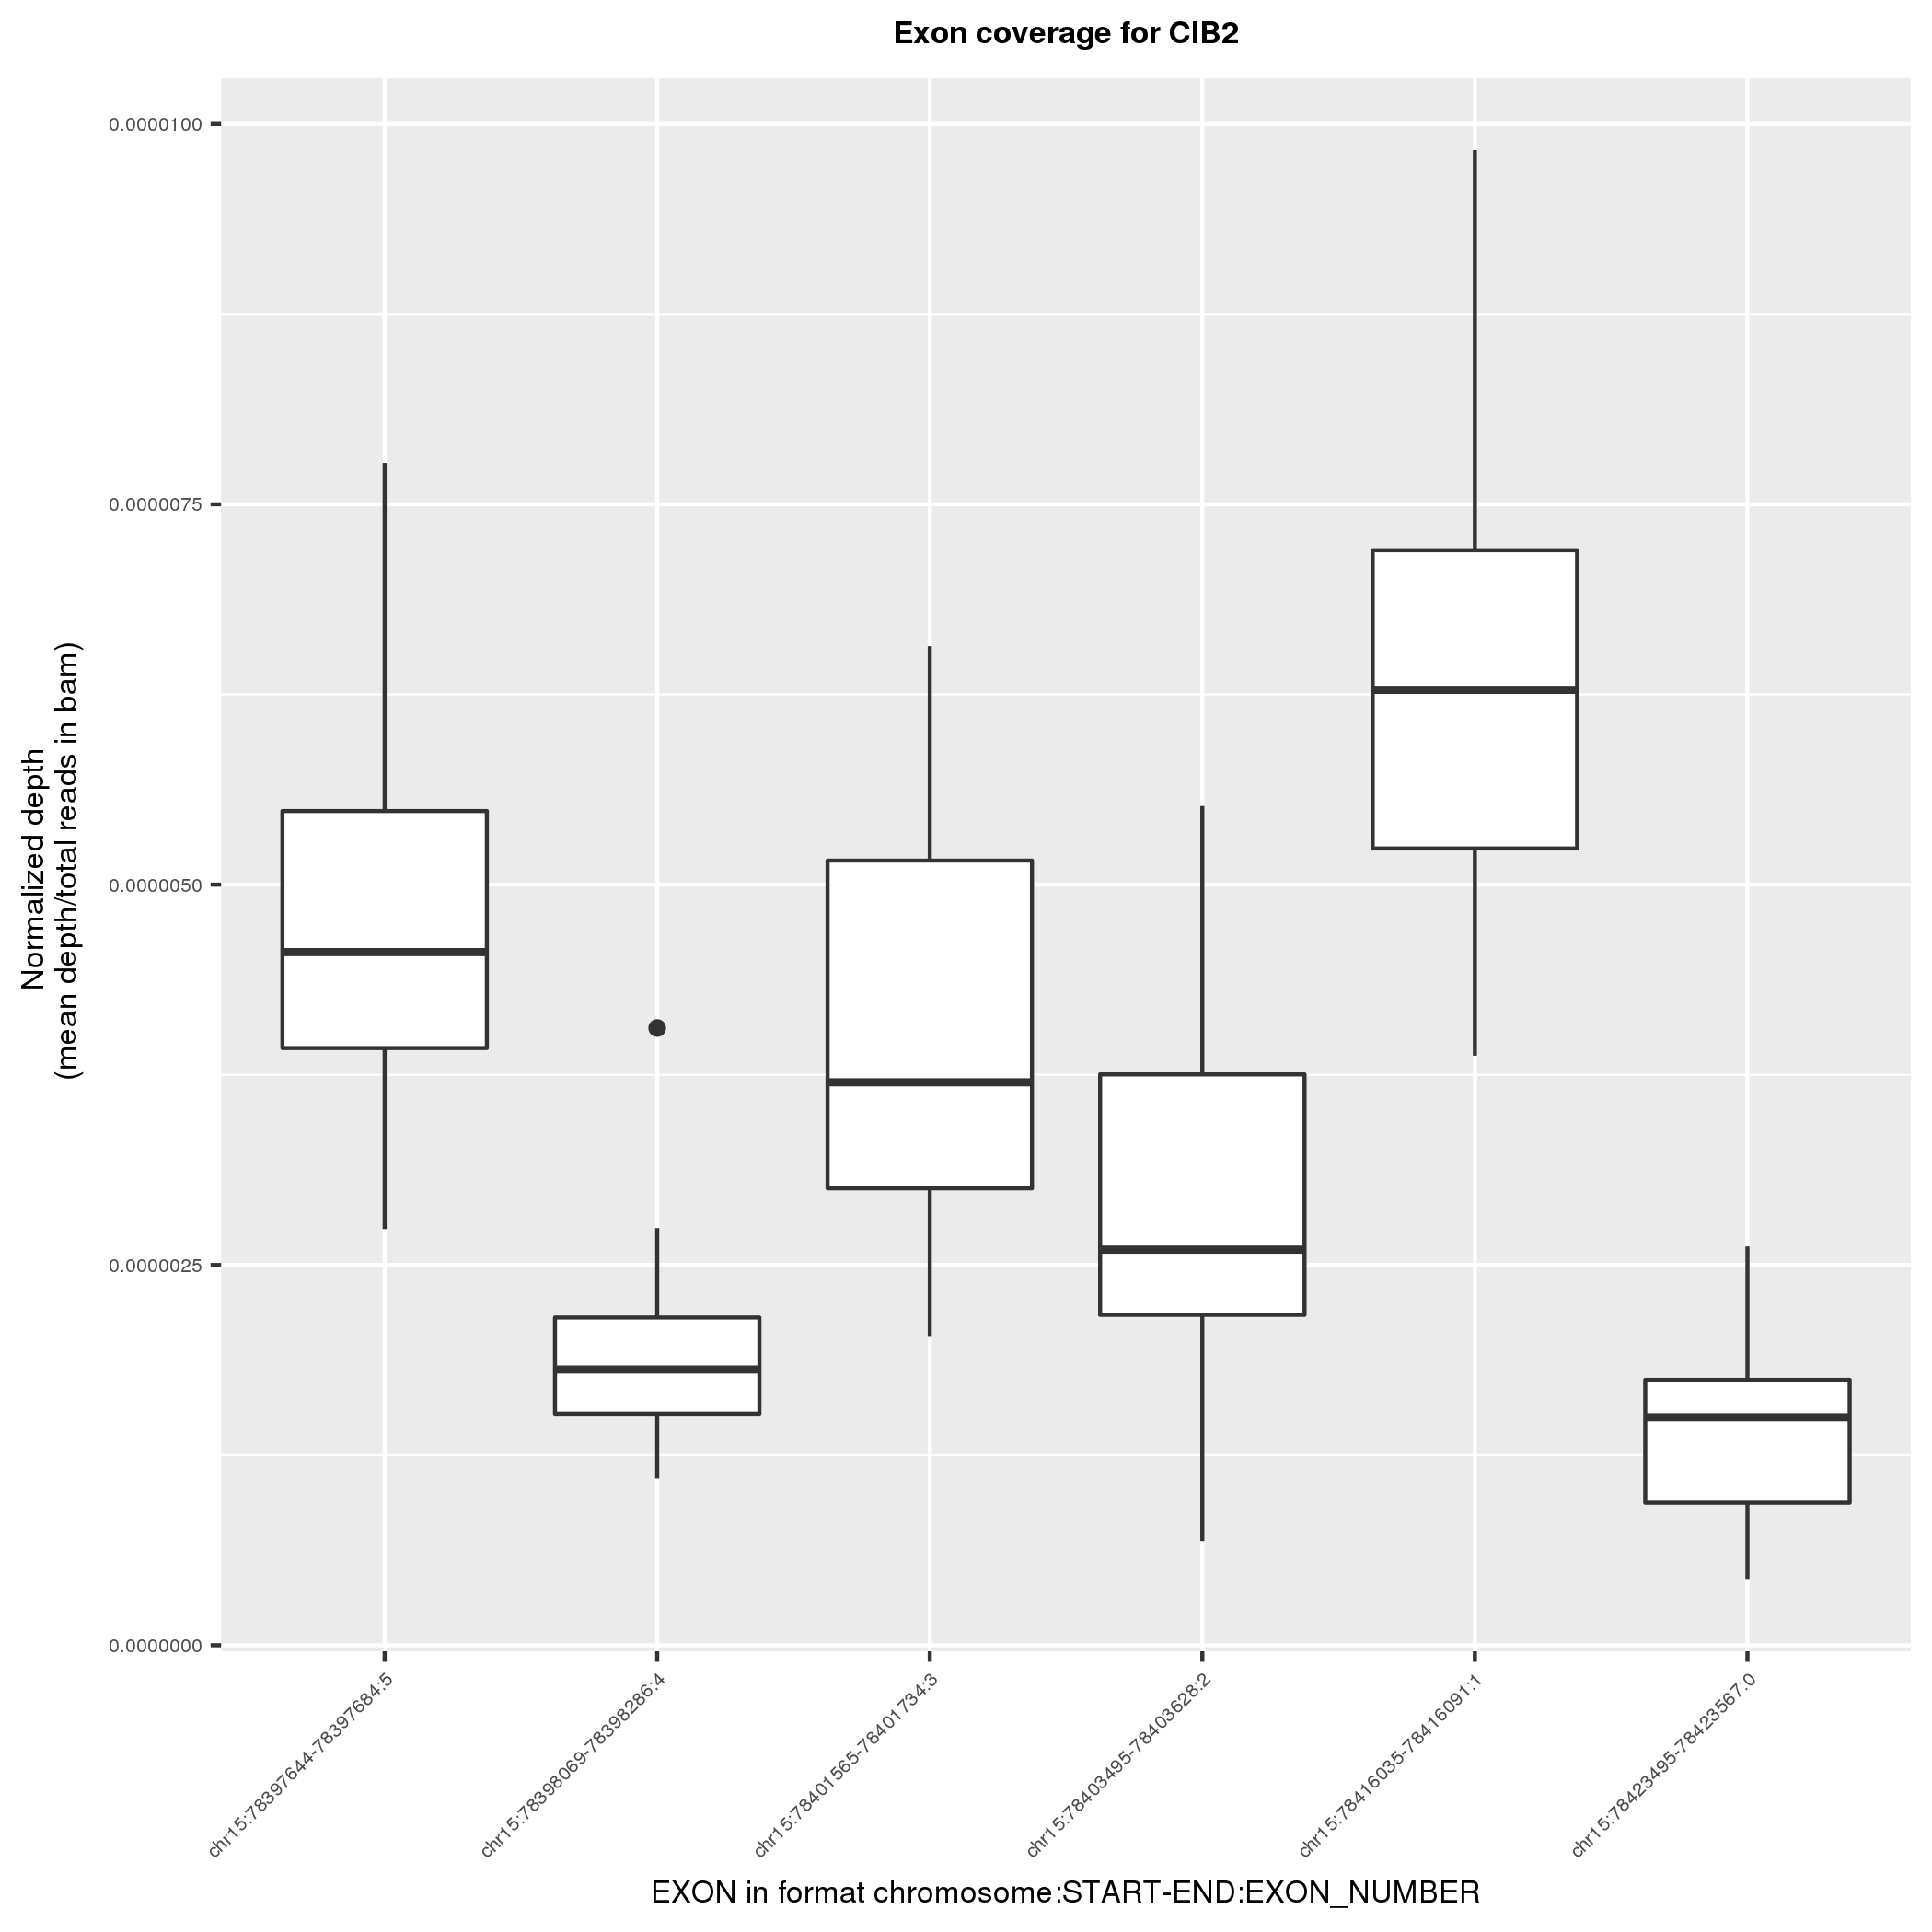 Exon coverage for CIB2
Normalized depth
(mean depth/total reads in bam)
0.0000100
0.0000075
0.0000050
0.0000025
0.0000000
chr15:78397644-78397684:5
chr15:78398069-78398286:4
chr15:78401565-78401734:3
chr15:78403495-78403628:2
chr15:78416035-78416091:1
chr15:78423495-78423567:0
EXON in format chromosome:START-END:EXON_NUMBER